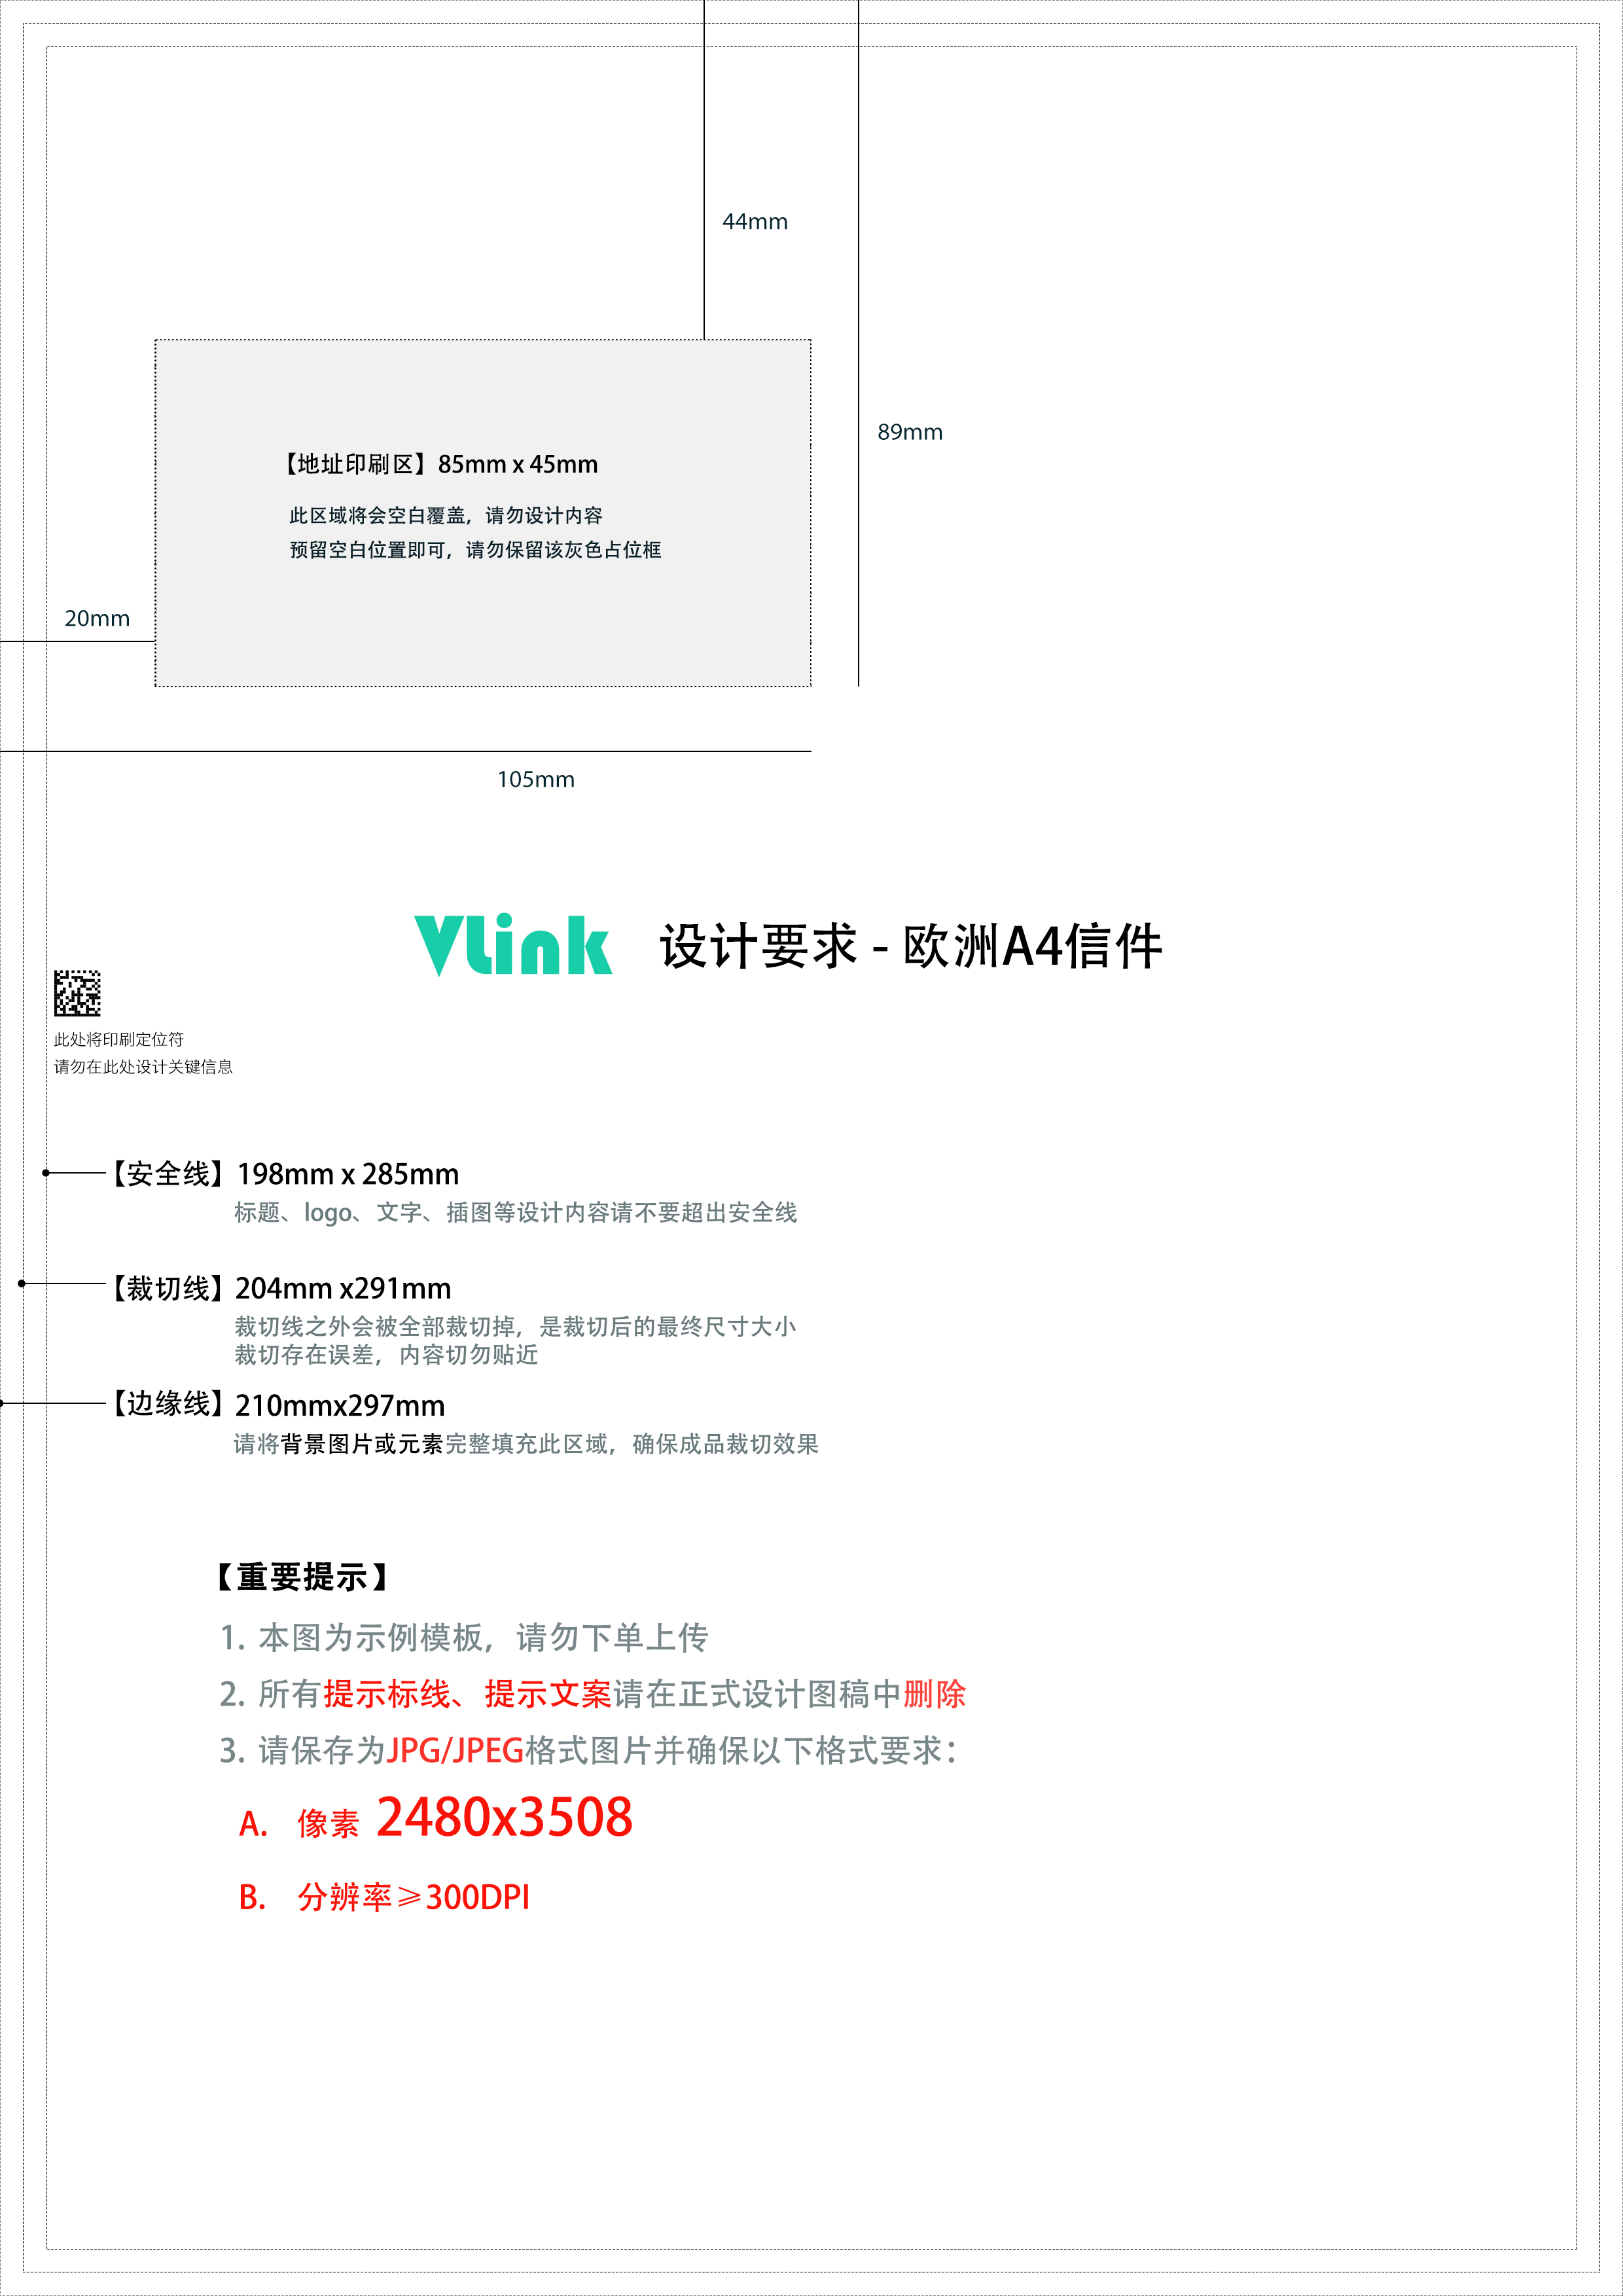 44mm
89mm
【地址印刷区】85mm x 45mm
此区域将会空白覆盖，请勿设计内容
预留空白位置即可，请勿保留该灰色占位框
20mm
105mm
Vlink 设计要求 - 欧洲A4信件
此处将印刷定位符
请勿在此处设计关键信息
【安全线】198mm x 285mm
标题、logo、文字、插图等设计内容请不要超出安全线
【裁切线】204mm x291mm
裁切线之外会被全部裁切掉，是裁切后的最终尺寸大小
裁切存在误差，内容切勿贴近
【边缘线】210mmx297mm
请将背景图片或元素完整填充此区域，确保成品裁切效果
【重要提示】
1. 本图为示例模板，请勿下单上传
2. 所有提示标线、提示文案请在正式设计图稿中删除
3. 请保存为JPG/JPEG格式图片并确保以下格式要求：
A. 像素 2480x3508
B. 分辨率≥300DPI